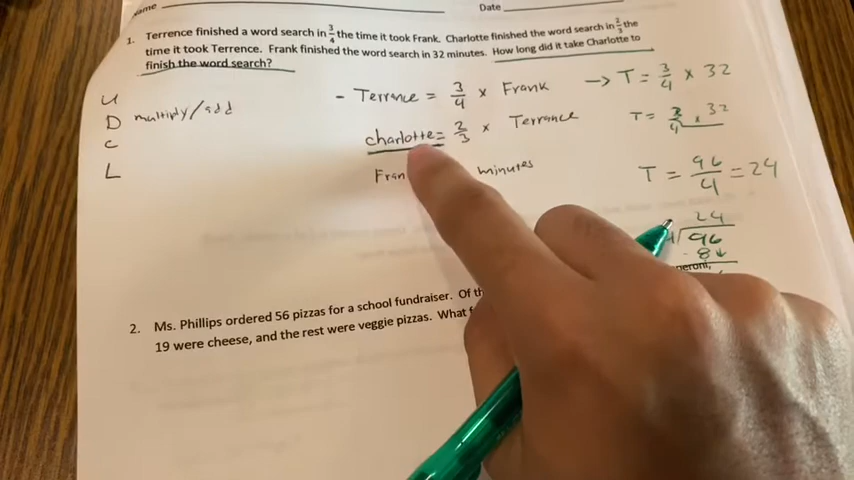 Name Date
1. Terrence finished a word search in 3/4 the time it took Frank. Charlotte finished the word search in 2/3 the
time it took Terrence. Frank finished the word search in 32 minutes. How long did it take Charlotte to
finish the word search?
U
D multiply/add
C
L
- Terrance = 3/4 x Frank
Charlotte = 2/3 x Terrance
minutes
→ T = 3/4 x 32
T = 3/4 . 32
T = 96/4 = 24
24
96
- 8↓
2. Ms. Phillips ordered 56 pizzas for a school fundraiser. Of
19 were cheese, and the rest were veggie pizzas. What